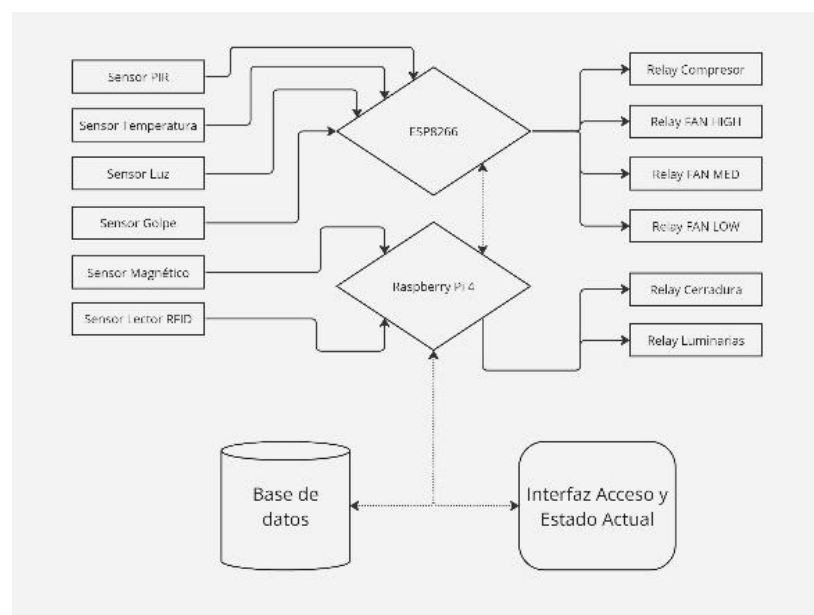 Sensor PIR
Sensor Temperatura
Sensor Luz
Sensor Golpe
Sensor Magnético
Sensor Lector RFID
ESP8266
Raspberry Pi 4
Relay Compresor
Relay FAN HIGH
Relay FAN MED
Relay FAN LOW
Relay Cerradura
Relay Luminarias
Base de
datos
Interfaz Acceso y
Estado Actual